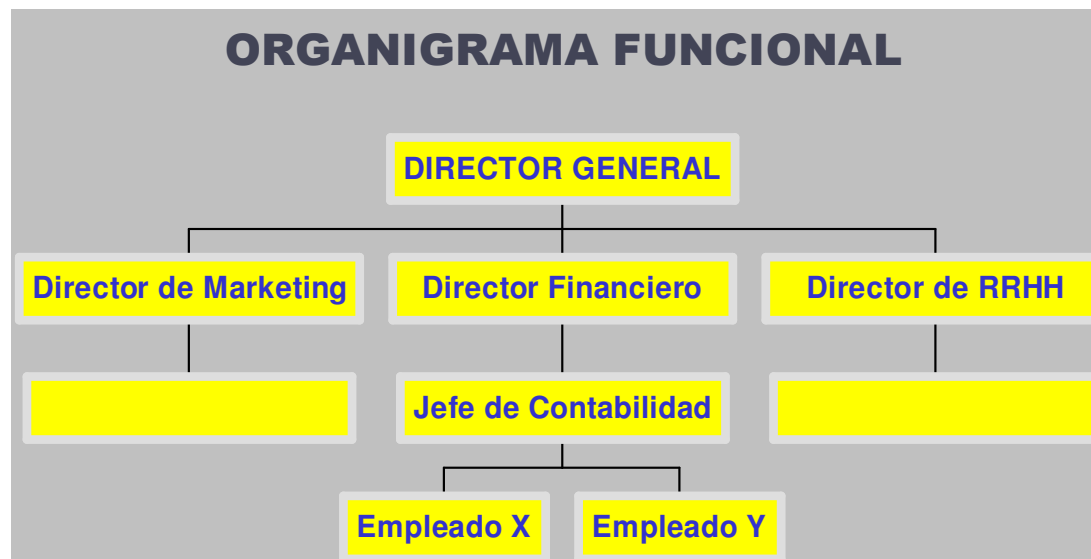 ORGANIGRAMA FUNCIONAL
DIRECTOR GENERAL
Director de Marketing
Director Financiero
Director de RRHH
Jefe de Contabilidad
Empleado X
Empleado Y